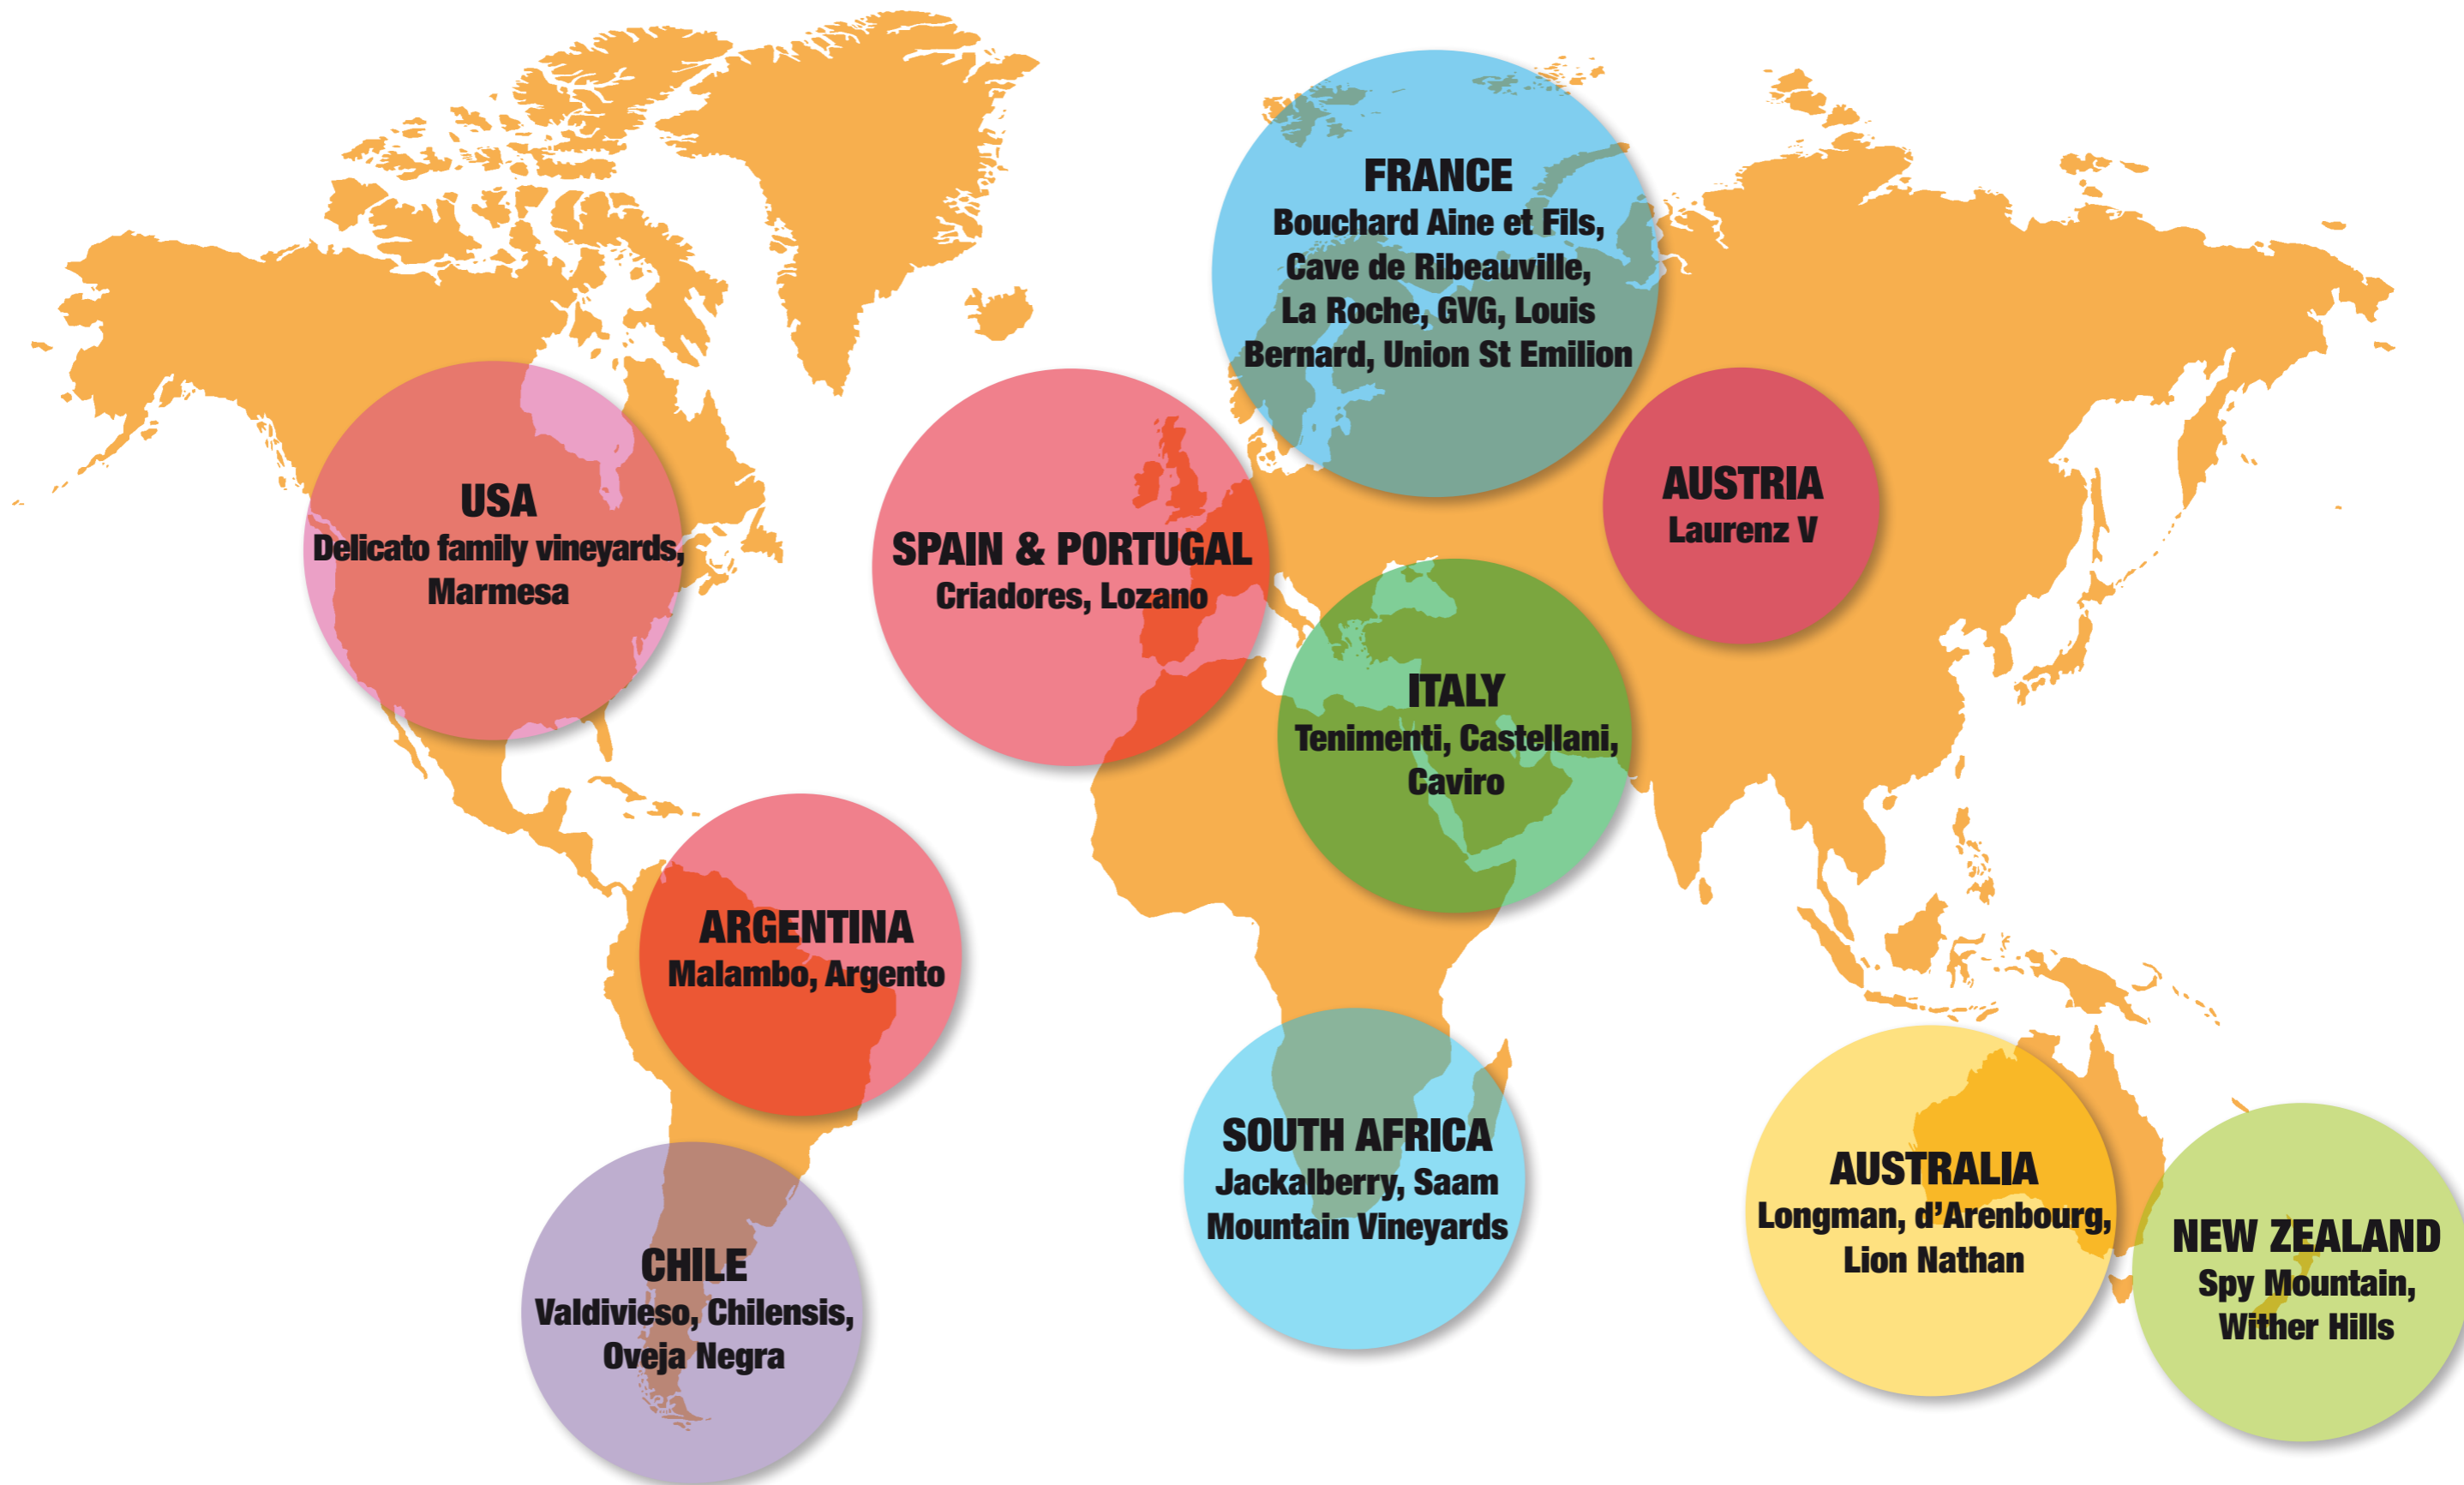 FRANCE
Bouchard Aine et Fils,
Cave de Ribeauville,
La Roche, GVG, Louis
Bernard, Union St Emilion
USA
Delicato family vineyards,
Marmesa
SPAIN & PORTUGAL
Criadores, Lozano
AUSTRIA
Laurenz V
ITALY
Tenimenti, Castellani,
Caviro
ARGENTINA
Malambo, Argento
SOUTH AFRICA
Jackalberry, Saam
Mountain Vineyards
AUSTRALIA
Longman, d’Arenbourg,
Lion Nathan
NEW ZEALAND
Spy Mountain,
Wither Hills
CHILE
Valdivieso, Chilensis,
Oveja Negra